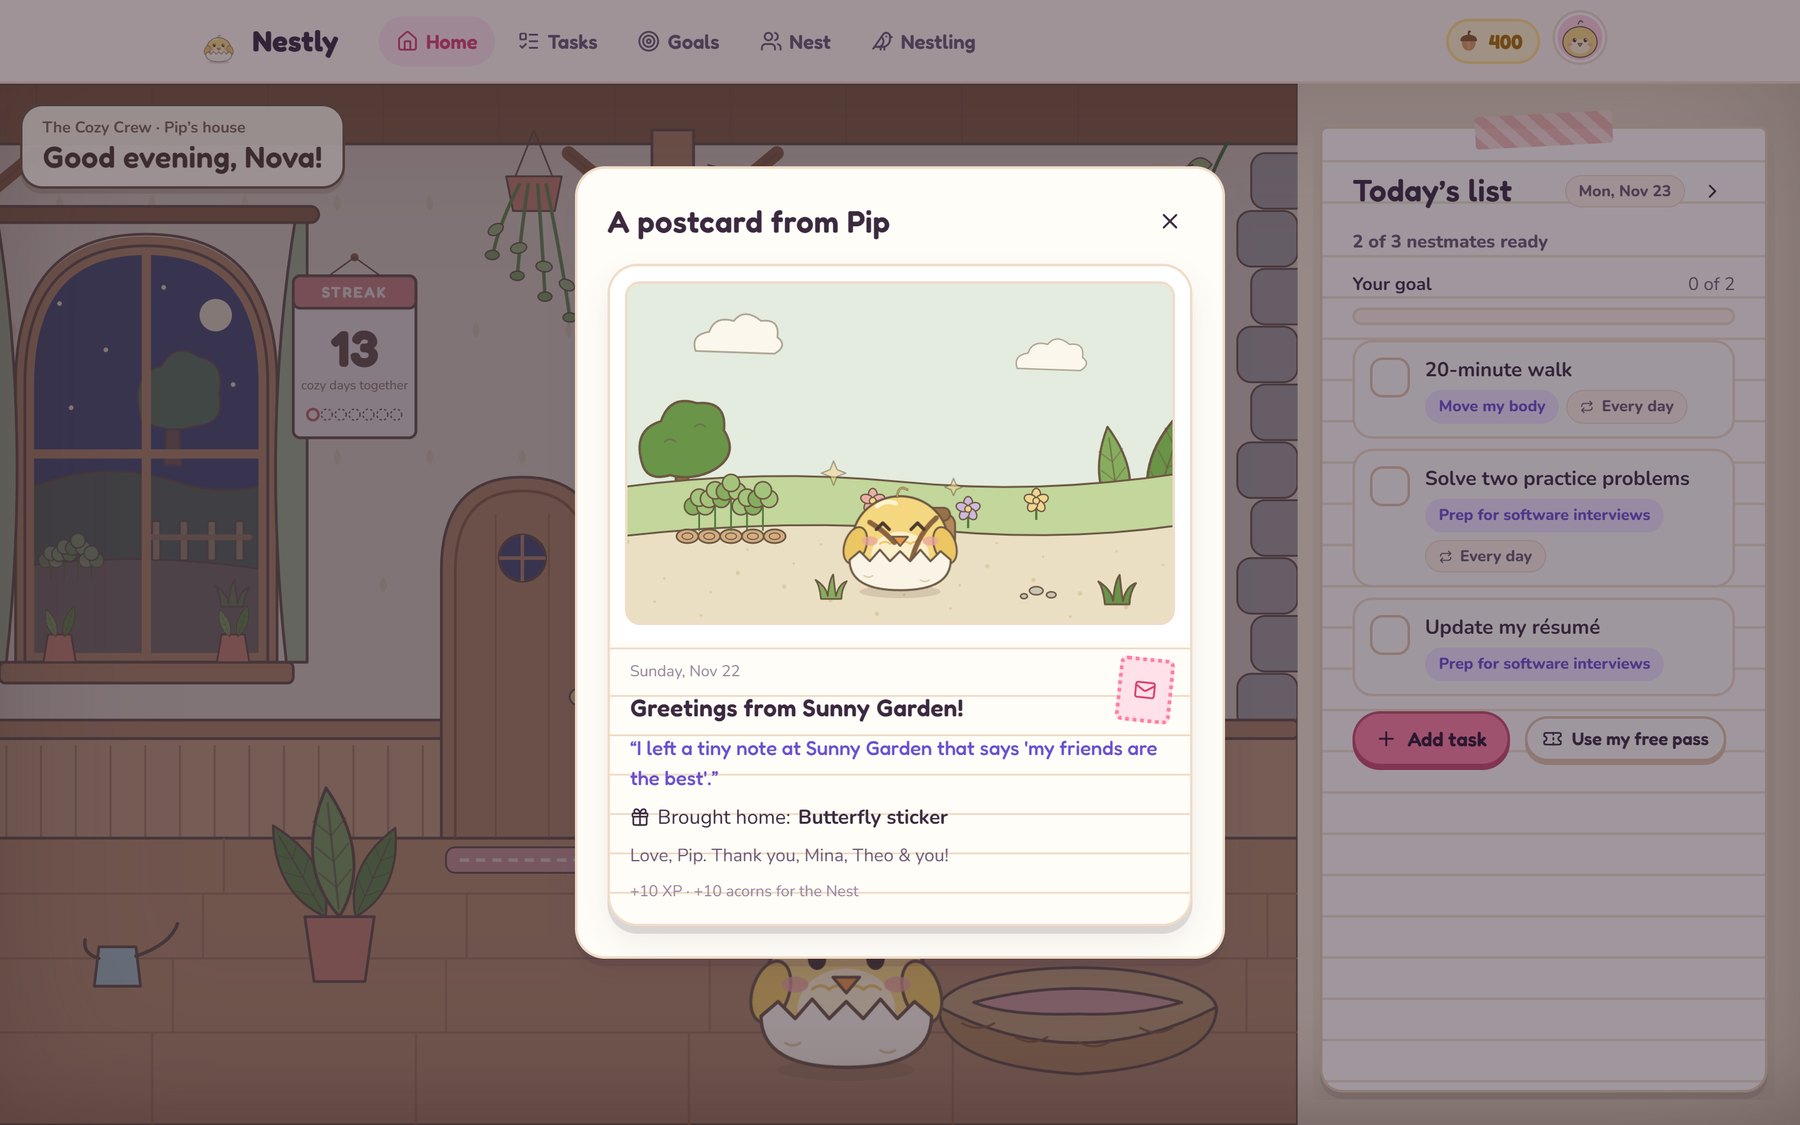 Nestly
Home
Tasks
Goals
Nest
Nestling
400
The Cozy Crew · Pip's house
Good evening, Nova!
STREAK
13
cozy days together
A postcard from Pip
Sunday, Nov 22
Greetings from Sunny Garden!
“I left a tiny note at Sunny Garden that says 'my friends are
the best'.”
Brought home: Butterfly sticker
Love, Pip. Thank you, Mina, Theo & you!
+10 XP · +10 acorns for the Nest
Today's list
Mon, Nov 23
2 of 3 nestmates ready
Your goal
0 of 2
20-minute walk
Move my body
Every day
Solve two practice problems
Prep for software interviews
Every day
Update my résumé
Prep for software interviews
Add task
Use my free pass